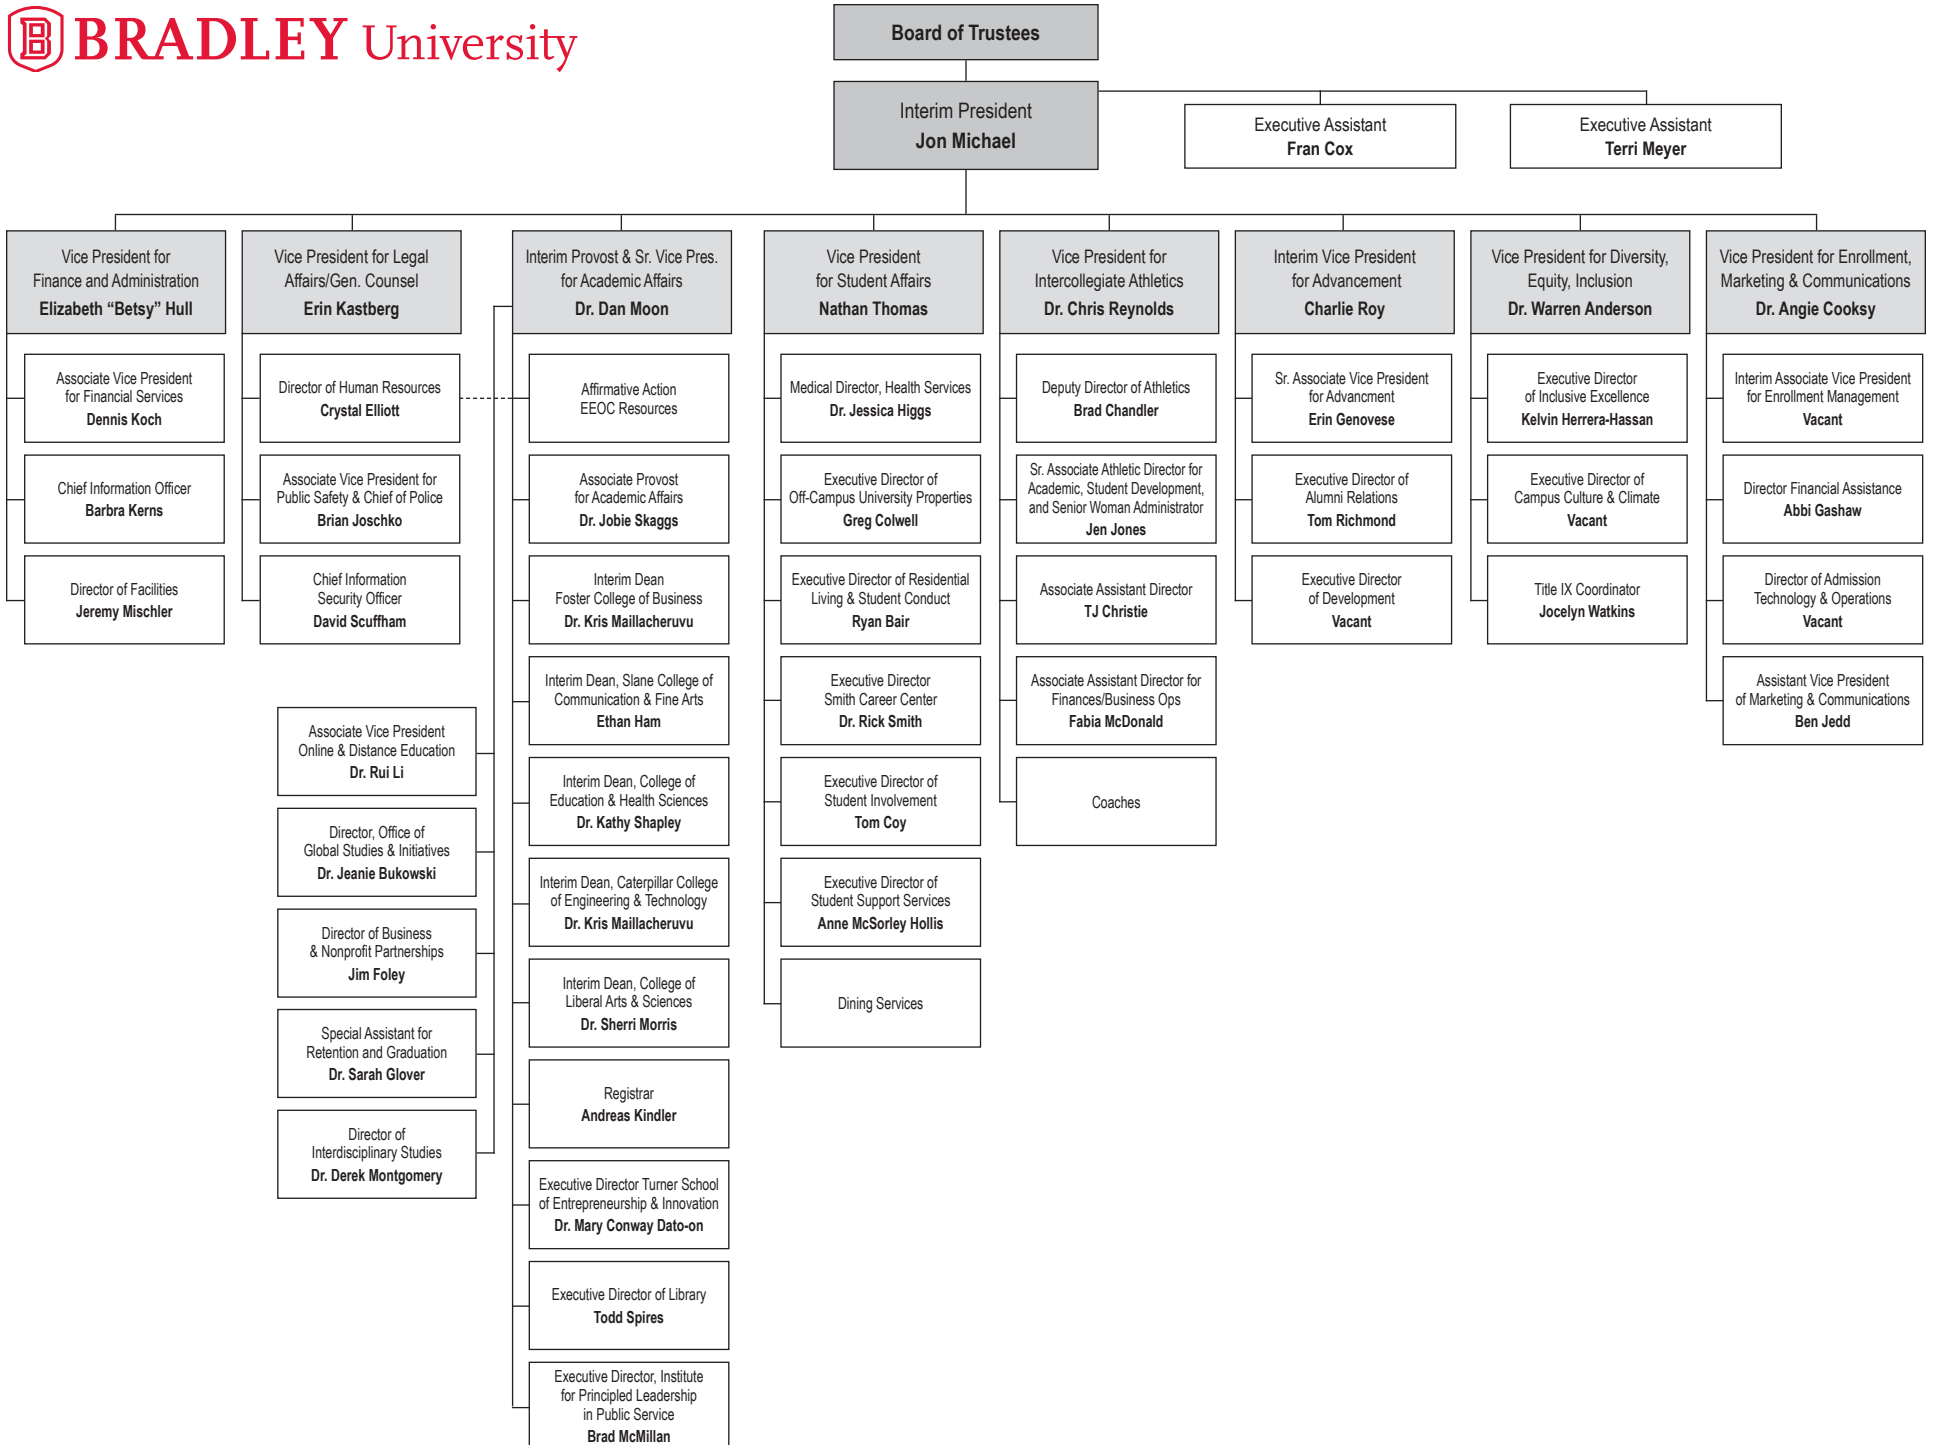 BRADLEY University
Board of Trustees
Interim President
Jon Michael
Executive Assistant
Fran Cox
Executive Assistant
Terri Meyer
Vice President for
Finance and Administration
Elizabeth “Betsy” Hull
Associate Vice President
for Financial Services
Dennis Koch
Chief Information Officer
Barbra Kerns
Director of Facilities
Jeremy Mischler
Vice President for Legal
Affairs/Gen. Counsel
Erin Kastberg
Director of Human Resources
Crystal Elliott
Associate Vice President for
Public Safety & Chief of Police
Brian Joschko
Chief Information
Security Officer
David Scuffham
Interim Provost & Sr. Vice Pres.
for Academic Affairs
Dr. Dan Moon
Associate Vice President
Online & Distance Education
Dr. Rui Li
Director, Office of
Global Studies & Initiatives
Dr. Jeanie Bukowski
Director of Business
& Nonprofit Partnerships
Jim Foley
Special Assistant for
Retention and Graduation
Dr. Sarah Glover
Director of
Interdisciplinary Studies
Dr. Derek Montgomery
Affirmative Action
EEOC Resources
Associate Provost
for Academic Affairs
Dr. Jobie Skaggs
Interim Dean
Foster College of Business
Dr. Kris Maillacheruvu
Interim Dean, Slane College of
Communication & Fine Arts
Ethan Ham
Interim Dean, College of
Education & Health Sciences
Dr. Kathy Shapley
Interim Dean, Caterpillar College
of Engineering & Technology
Dr. Kris Maillacheruvu
Interim Dean, College of
Liberal Arts & Sciences
Dr. Sherri Morris
Registrar
Andreas Kindler
Executive Director Turner School
of Entrepreneurship & Innovation
Dr. Mary Conway Dato-on
Executive Director of Library
Todd Spires
Executive Director, Institute
for Principled Leadership
in Public Service
Brad McMillan
Vice President
for Student Affairs
Nathan Thomas
Medical Director, Health Services
Dr. Jessica Higgs
Executive Director of
Off-Campus University Properties
Greg Colwell
Executive Director of Residential
Living & Student Conduct
Ryan Bair
Executive Director
Smith Career Center
Dr. Rick Smith
Executive Director of
Student Involvement
Tom Coy
Executive Director of
Student Support Services
Anne McSorley Hollis
Dining Services
Vice President for
Intercollegiate Athletics
Dr. Chris Reynolds
Deputy Director of Athletics
Brad Chandler
Sr. Associate Athletic Director for
Academic, Student Development,
and Senior Woman Administrator
Jen Jones
Associate Assistant Director
TJ Christie
Associate Assistant Director for
Finances/Business Ops
Fabia McDonald
Coaches
Interim Vice President
for Advancement
Charlie Roy
Sr. Associate Vice President
for Advancment
Erin Genovese
Executive Director of
Alumni Relations
Tom Richmond
Executive Director
of Development
Vacant
Vice President for Diversity,
Equity, Inclusion
Dr. Warren Anderson
Executive Director
of Inclusive Excellence
Kelvin Herrera-Hassan
Executive Director of
Campus Culture & Climate
Vacant
Title IX Coordinator
Jocelyn Watkins
Vice President for Enrollment,
Marketing & Communications
Dr. Angie Cooksy
Interim Associate Vice President
for Enrollment Management
Vacant
Director Financial Assistance
Abbi Gashaw
Director of Admission
Technology & Operations
Vacant
Assistant Vice President
of Marketing & Communications
Ben Jedd